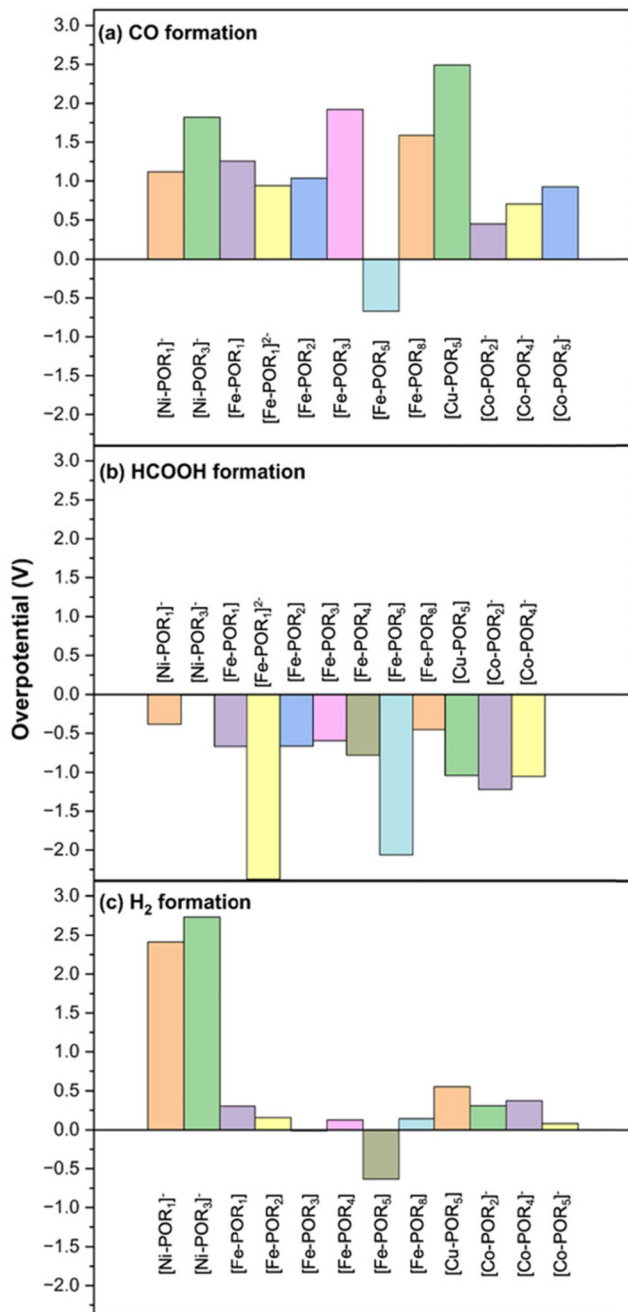 (a) CO formation
3.0
2.5
2.0
1.5
1.0
0.5
0.0
−0.5
−1.0
−1.5
−2.0
[Ni-POR₁]⁻
[Ni-POR₃]⁻
[Fe-POR₁]
[Fe-POR₁]²⁻
[Fe-POR₂]
[Fe-POR₃]
[Fe-POR₅]
[Fe-POR₈]
[Cu-POR₅]
[Co-POR₂]⁻
[Co-POR₄]⁻
[Co-POR₅]⁻
Overpotential (V)
(b) HCOOH formation
3.0
2.5
2.0
1.5
1.0
0.5
0.0
−0.5
−1.0
−1.5
−2.0
[Ni-POR₁]⁻
[Ni-POR₃]⁻
[Fe-POR₁]
[Fe-POR₁]²⁻
[Fe-POR₂]
[Fe-POR₃]
[Fe-POR₄]
[Fe-POR₅]
[Fe-POR₈]
[Cu-POR₅]
[Co-POR₂]⁻
[Co-POR₄]⁻
(c) H₂ formation
3.0
2.5
2.0
1.5
1.0
0.5
0.0
−0.5
−1.0
−1.5
−2.0
[Ni-POR₁]⁻
[Ni-POR₃]⁻
[Fe-POR₁]
[Fe-POR₂]
[Fe-POR₃]
[Fe-POR₄]
[Fe-POR₅]
[Fe-POR₈]
[Cu-POR₅]
[Co-POR₂]⁻
[Co-POR₄]⁻
[Co-POR₅]⁻